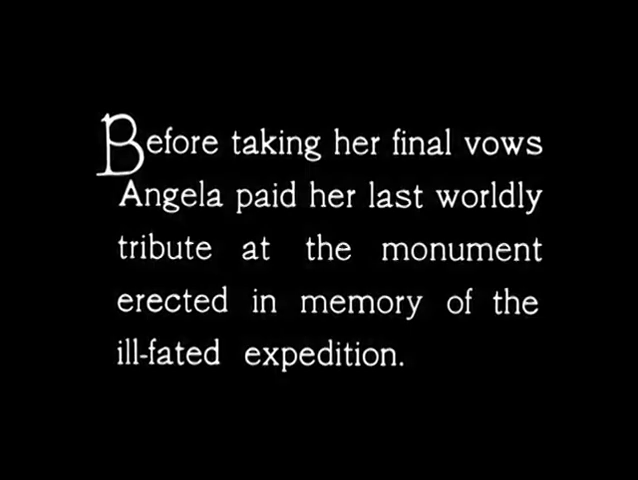 Before taking her final vows
Angela paid her last worldly
tribute at the monument
erected in memory of the
ill-fated expedition.